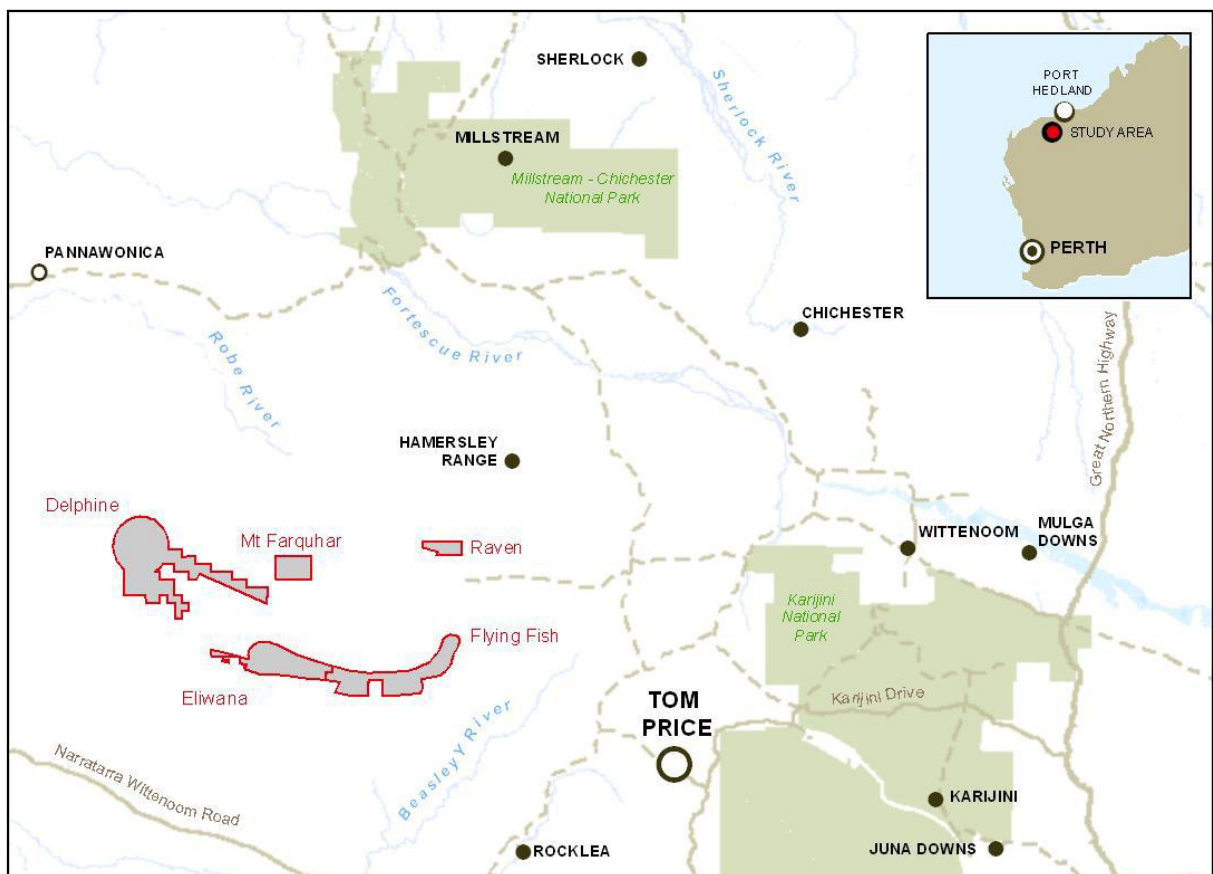 SHERLOCK
Sherlock River
PORT
HEDLAND
STUDY AREA
PERTH
MILLSTREAM
Millstream - Chichester
National Park
PANNAWONICA
Fortescue River
Robe River
CHICHESTER
Great Northern Highway
HAMERSLEY
RANGE
Delphine
Mt Farquhar
Raven
WITTENOOM
MULGA
DOWNS
Karijini
National
Park
Flying Fish
Eliwana
TOM
PRICE
Karijini Drive
BeasleyY River
Narratarra Wittenoom Road
KARIJINI
ROCKLEA
JUNA DOWNS